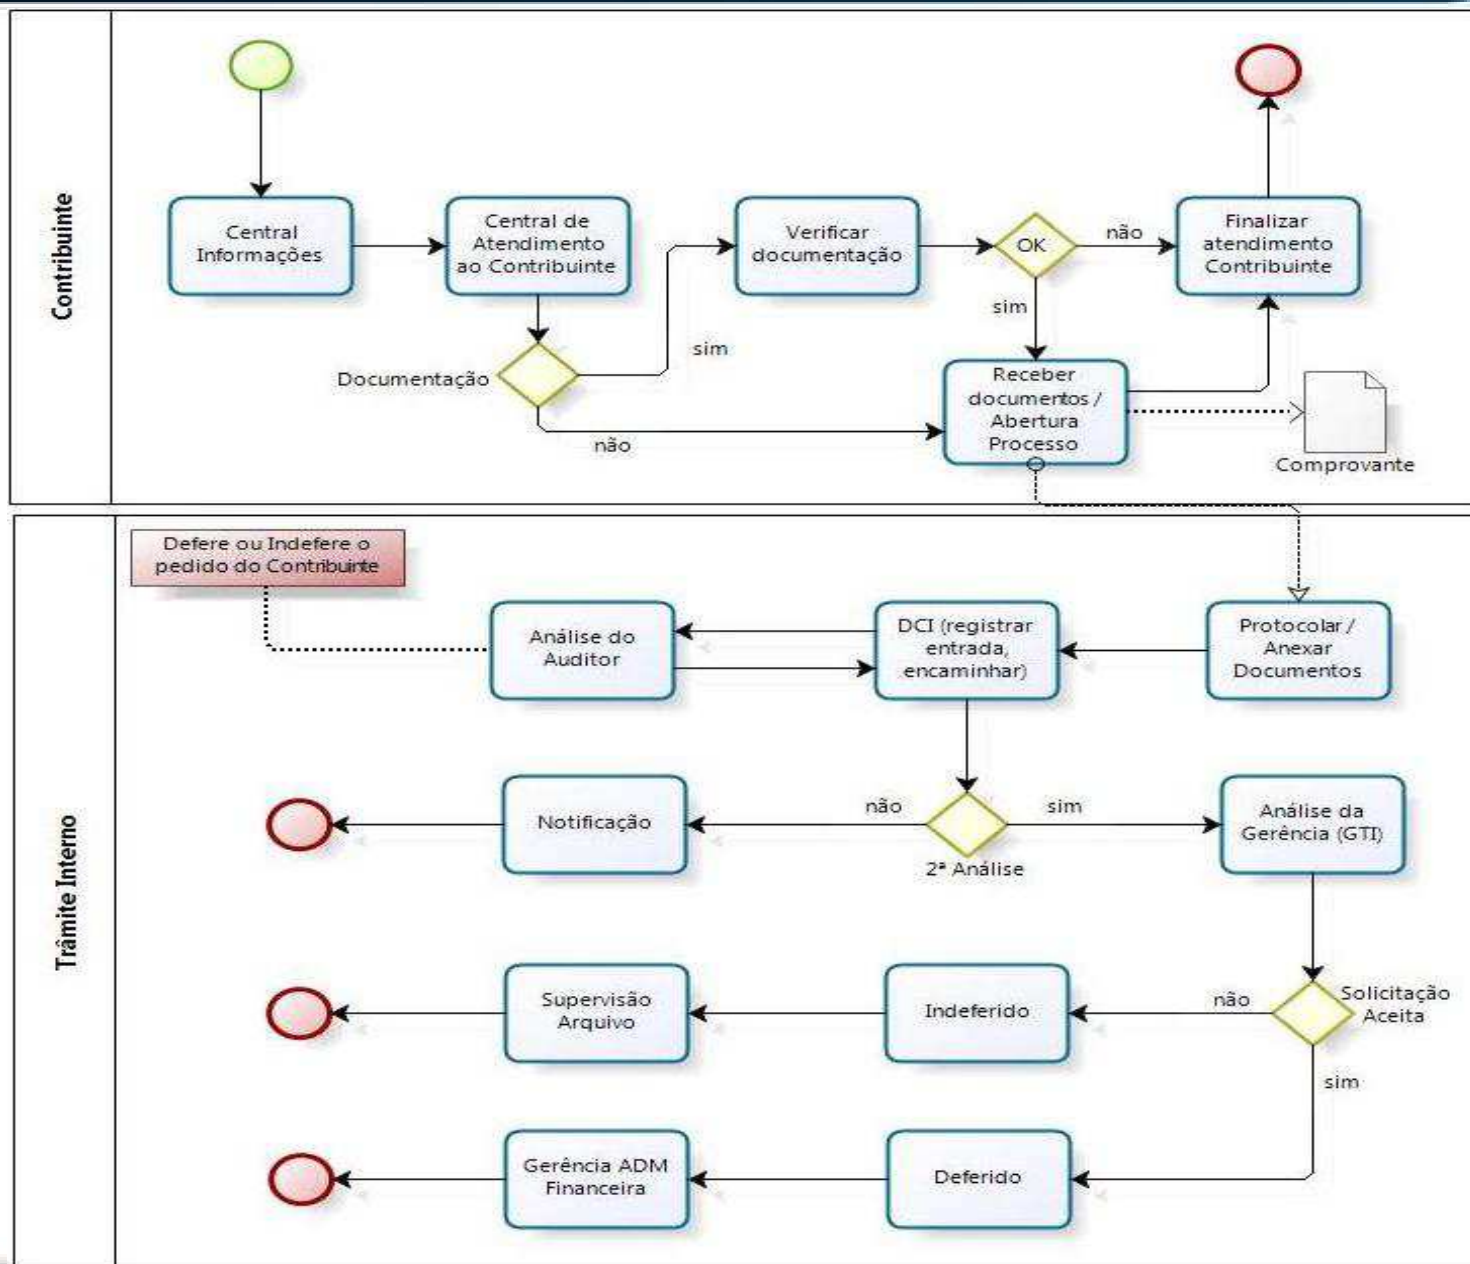 Contribuinte
Central
Informações
Central de
Atendimento
ao Contribuinte
Verificar
documentação
OK
não
Finalizar
atendimento
Contribuinte
sim
sim
Documentação
não
Receber
documentos /
Abertura
Processo
Comprovante
Trâmite Interno
Defere ou Indefere o
pedido do Contribuinte
Análise do
Auditor
DCI (registrar
entrada,
encaminhar)
Protocolar /
Anexar
Documentos
Notificação
não
sim
2ª Análise
Análise da
Gerência (GTI)
Supervisão
Arquivo
Indeferido
não
Solicitação
Aceita
sim
Gerência ADM
Financeira
Deferido